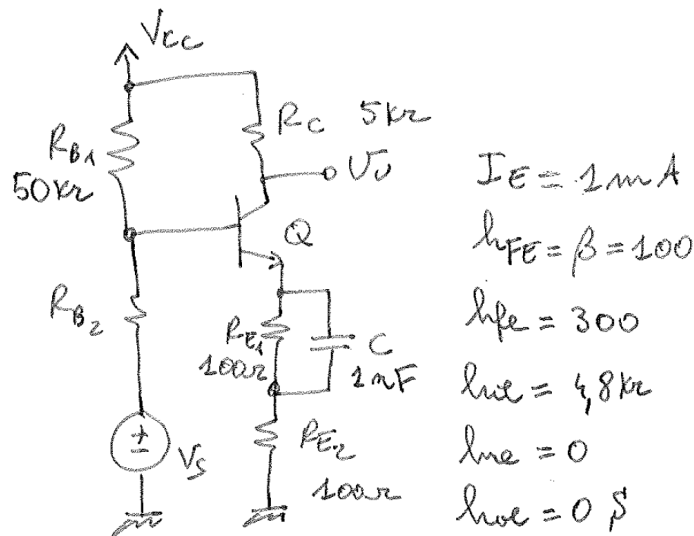 Vcc
RB1
50kΩ
RC 5kΩ
Vu
Q
RB2
RE1
100Ω
C
1nF
RE2
100Ω
±
VS
IE = 1mA
hFE = β = 100
hfe = 300
hie = 4,8kΩ
hre = 0
hoe = 0 S